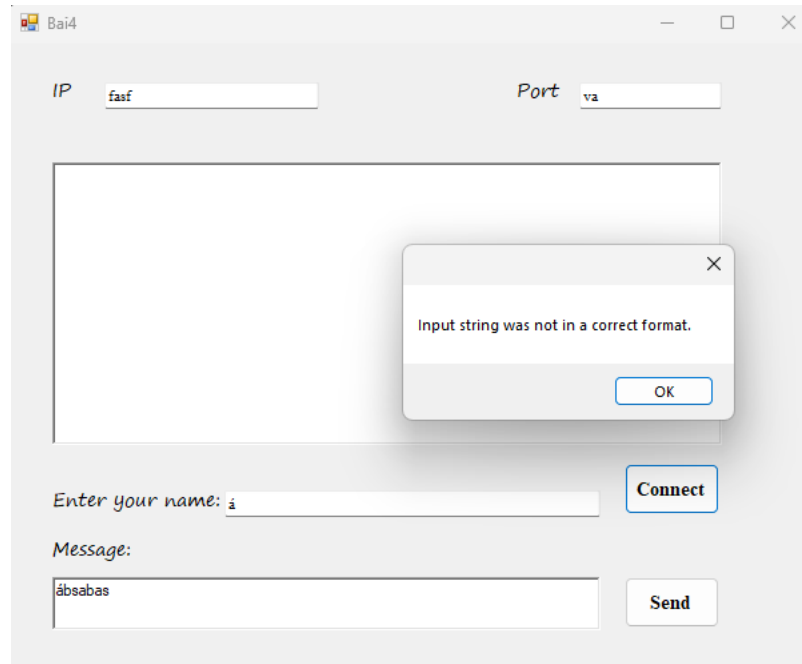 Bai4
IP fasf Port va
Input string was not in a correct format.
OK
Enter your name: á Connect
Message:
ábsabas
Send